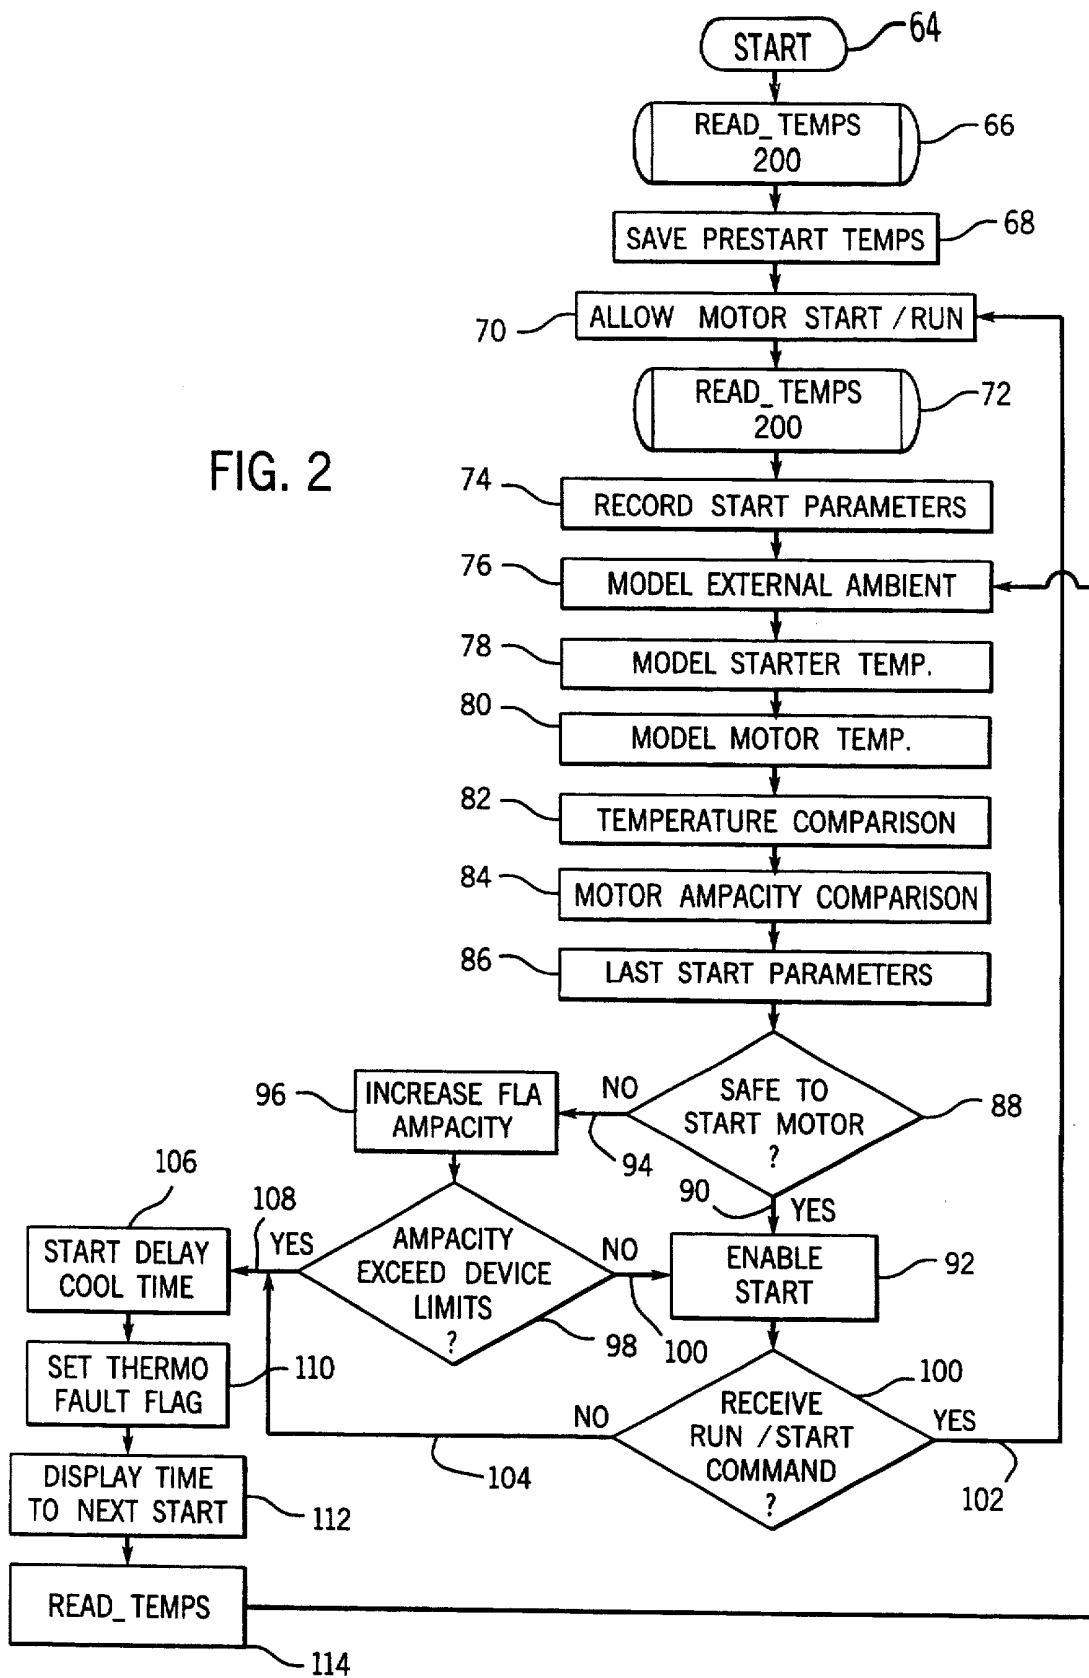 START
64
READ_TEMPS
200
66
SAVE PRESTART TEMPS
68
ALLOW MOTOR START / RUN
70
READ_TEMPS
200
72
FIG. 2
74
RECORD START PARAMETERS
76
MODEL EXTERNAL AMBIENT
78
MODEL STARTER TEMP.
80
MODEL MOTOR TEMP.
82
TEMPERATURE COMPARISON
84
MOTOR AMPACITY COMPARISON
86
LAST START PARAMETERS
SAFE TO
START MOTOR
?
88
NO
94
96
INCREASE FLA
AMPACITY
90
YES
106
108
YES
START DELAY
COOL TIME
AMPACITY
EXCEED DEVICE
LIMITS
?
98
NO
100
ENABLE
START
92
SET THERMO
FAULT FLAG
110
RECEIVE
RUN / START
COMMAND
?
100
NO
104
YES
102
DISPLAY TIME
TO NEXT START
112
READ_TEMPS
114